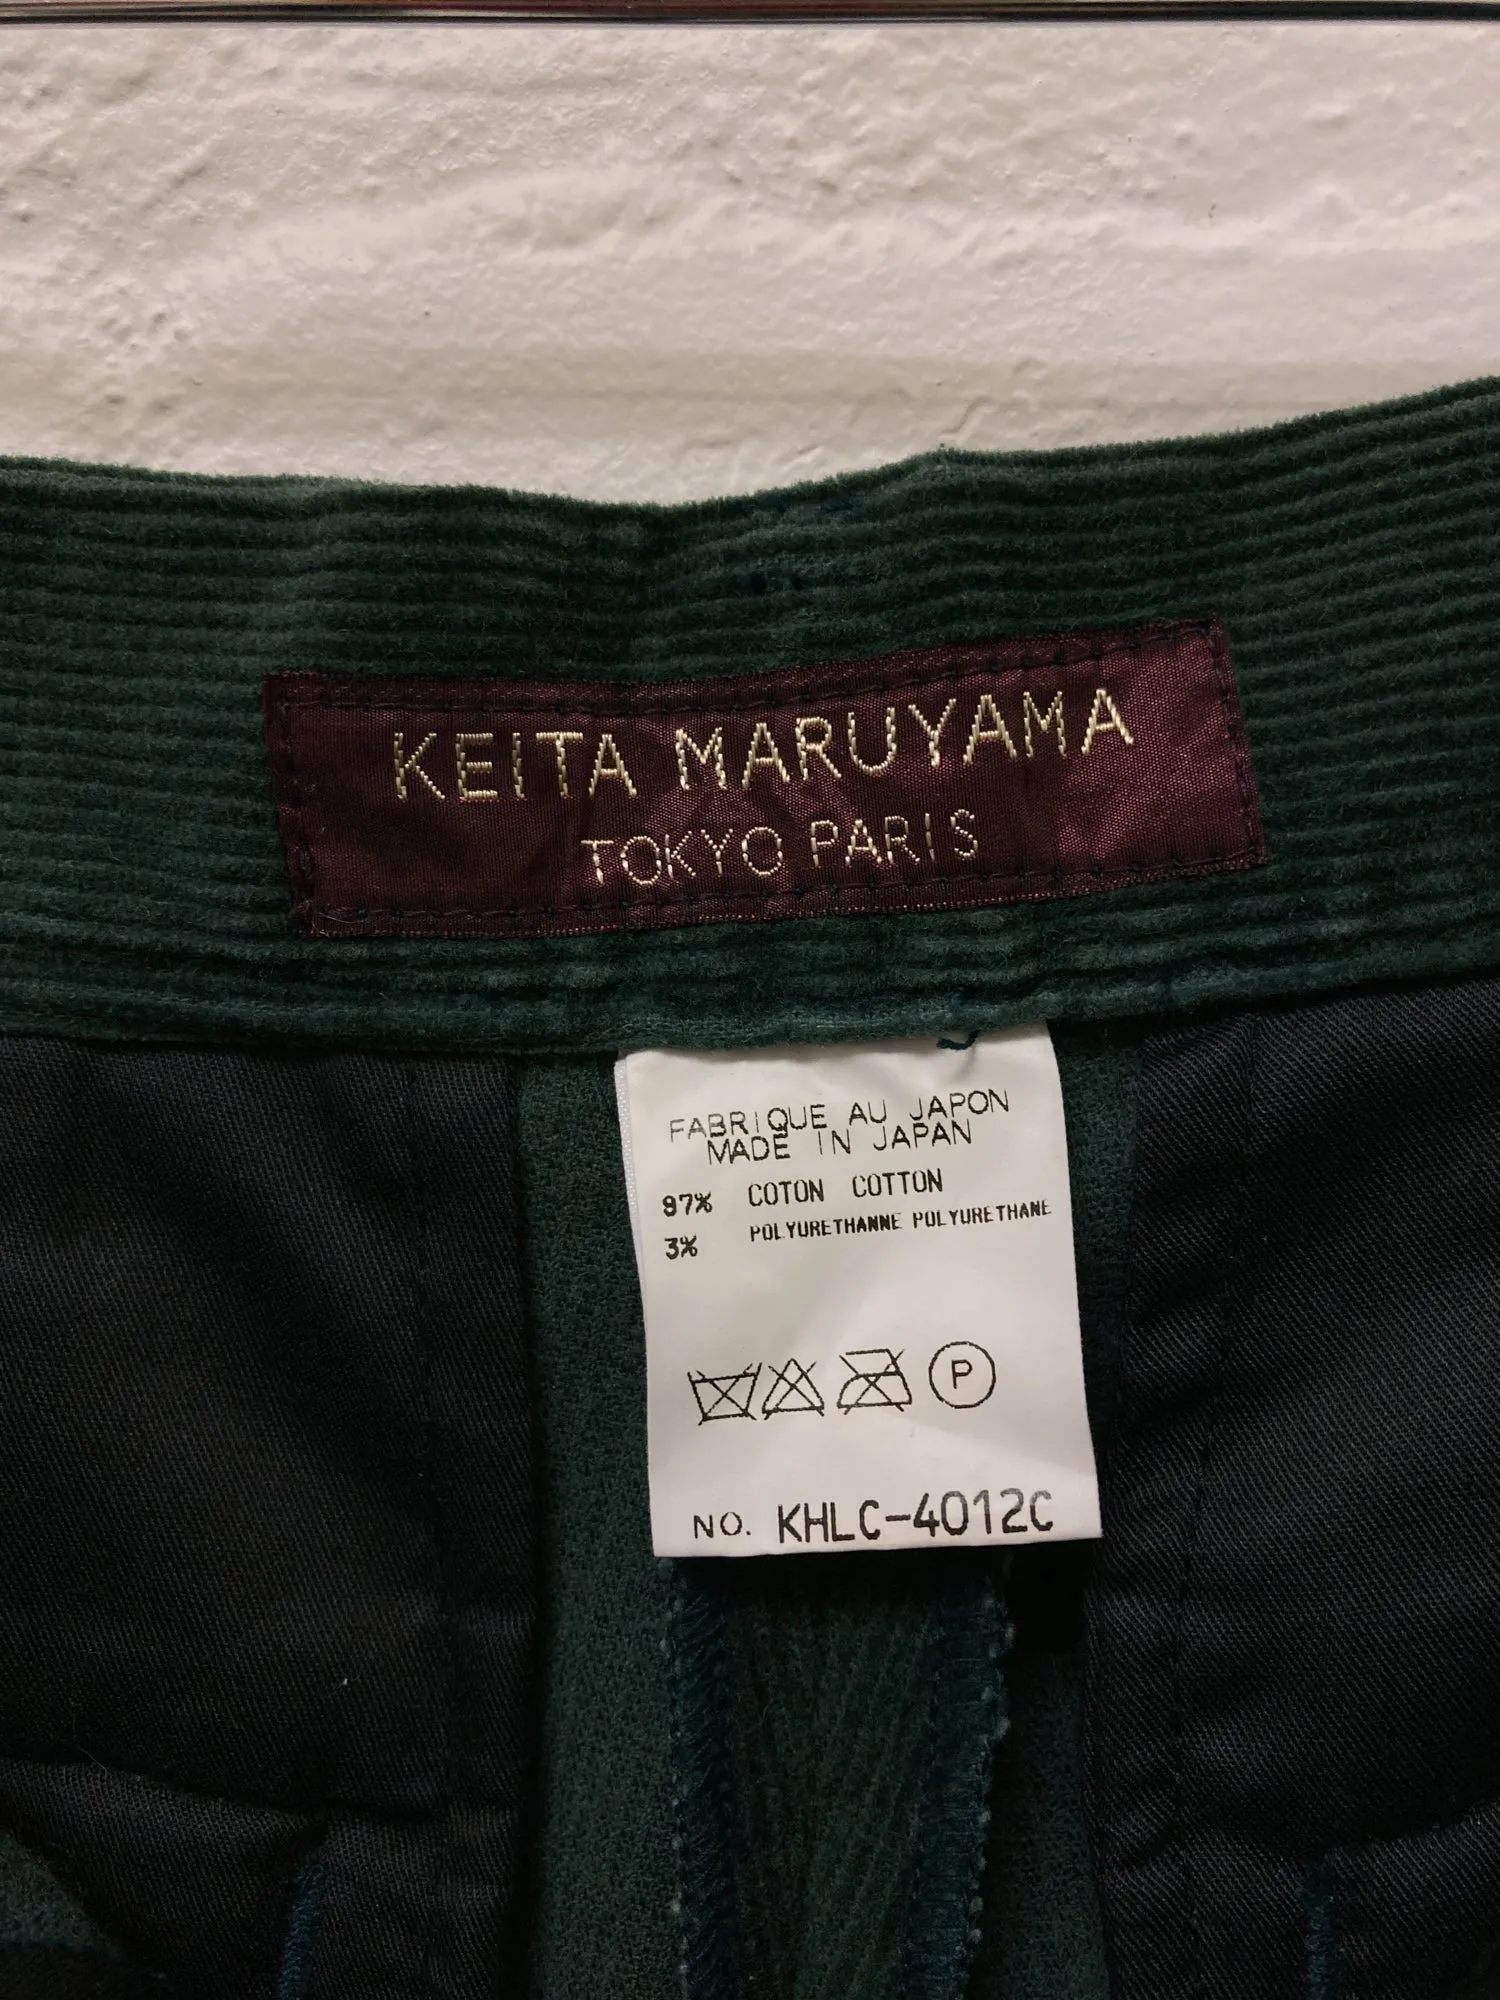 KEITA MARUYAMA
TOKYO PARIS
FABRIQUE AU JAPON
MADE IN JAPAN
97% COTON COTTON
3% POLYURETHANNE POLYURETHANE
P
NO. KHLC-4012C